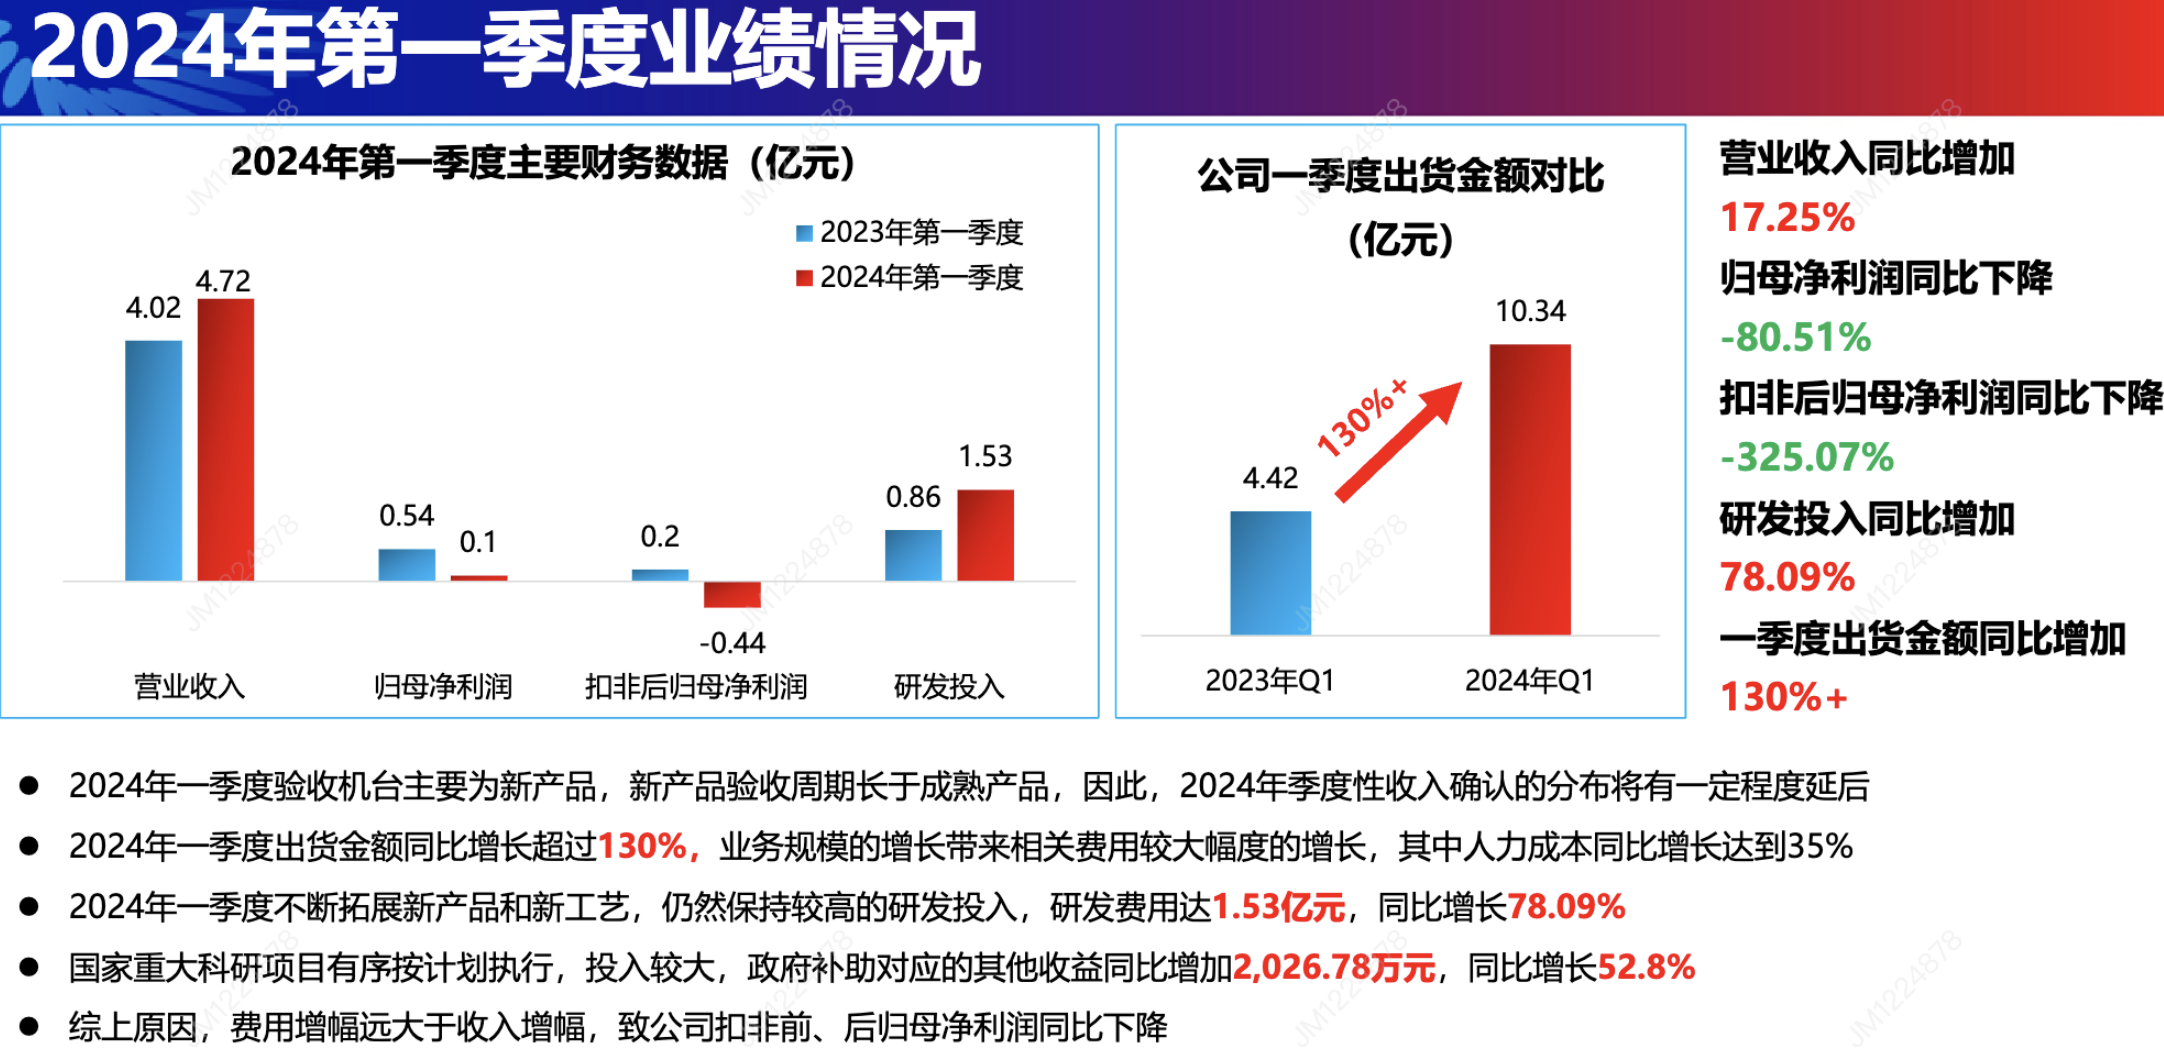 2024年第一季度业绩情况
2024年第一季度主要财务数据（亿元）
2023年第一季度
2024年第一季度
4.02
4.72
0.54
0.1
0.2
-0.44
0.86
1.53
营业收入
归母净利润
扣非后归母净利润
研发投入
公司一季度出货金额对比
（亿元）
4.42
130%+
10.34
2023年Q1
2024年Q1
营业收入同比增加
17.25%
归母净利润同比下降
-80.51%
扣非后归母净利润同比下降
-325.07%
研发投入同比增加
78.09%
一季度出货金额同比增加
130%+
● 2024年一季度验收机台主要为新产品，新产品验收周期长于成熟产品，因此，2024年季度性收入确认的分布将有一定程度延后
● 2024年一季度出货金额同比增长超过130%，业务规模的增长带来相关费用较大幅度的增长，其中人力成本同比增长达到35%
● 2024年一季度不断拓展新产品和新工艺，仍然保持较高的研发投入，研发费用达1.53亿元，同比增长78.09%
● 国家重大科研项目有序按计划执行，投入较大，政府补助对应的其他收益同比增加2,026.78万元，同比增长52.8%
● 综上原因，费用增幅远大于收入增幅，致公司扣非前、后归母净利润同比下降
JM1224878
JM1224878
JM1224878
JM1224878
JM1224878
JM1224878
JM1224878
JM1224878
JM1224878
JM1224878
JM1224878
JM1224878